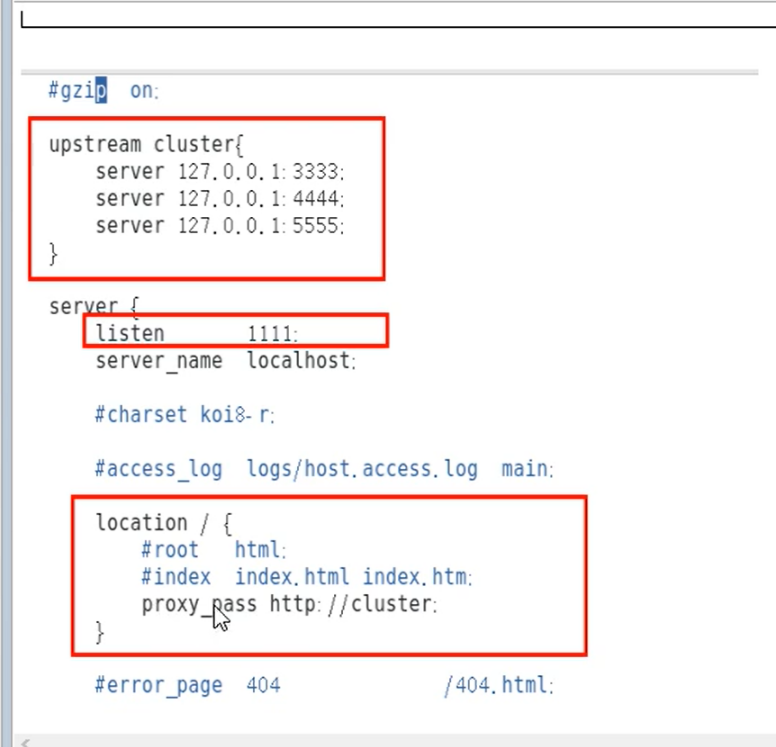 #gzip on;
upstream cluster{
server 127.0.0.1:3333;
server 127.0.0.1:4444;
server 127.0.0.1:5555;
}
server {
listen 1111;
server_name localhost;
#charset koi8-r;
#access_log logs/host.access.log main;
location / {
#root html;
#index index.html index.htm;
proxy_pass http://cluster;
}
#error_page 404 /404.html;